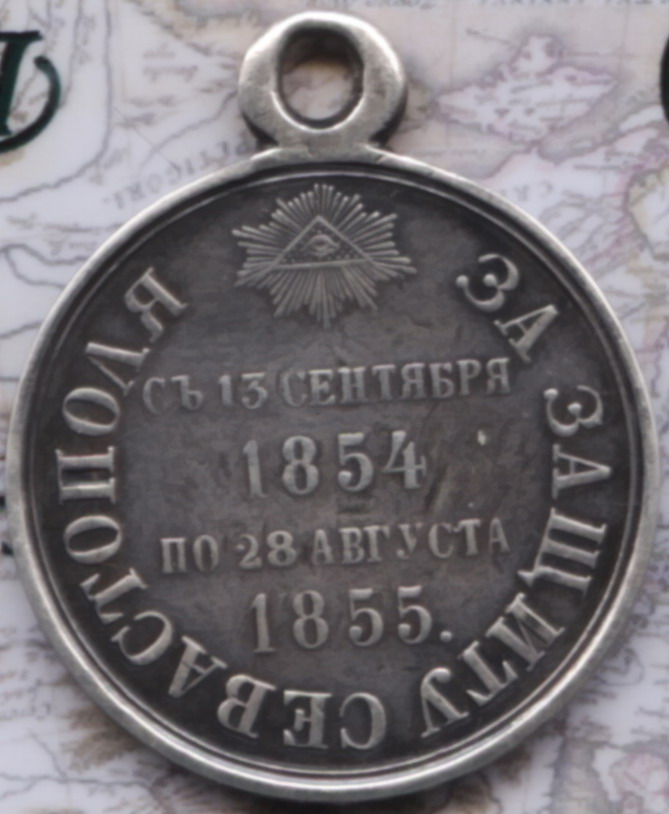 ЗА ЗАЩИТУ СЕВАСТОПОЛЯ
СЪ 13 СЕНТЯБРЯ
1854
ПО 28 АВГУСТА
1855.